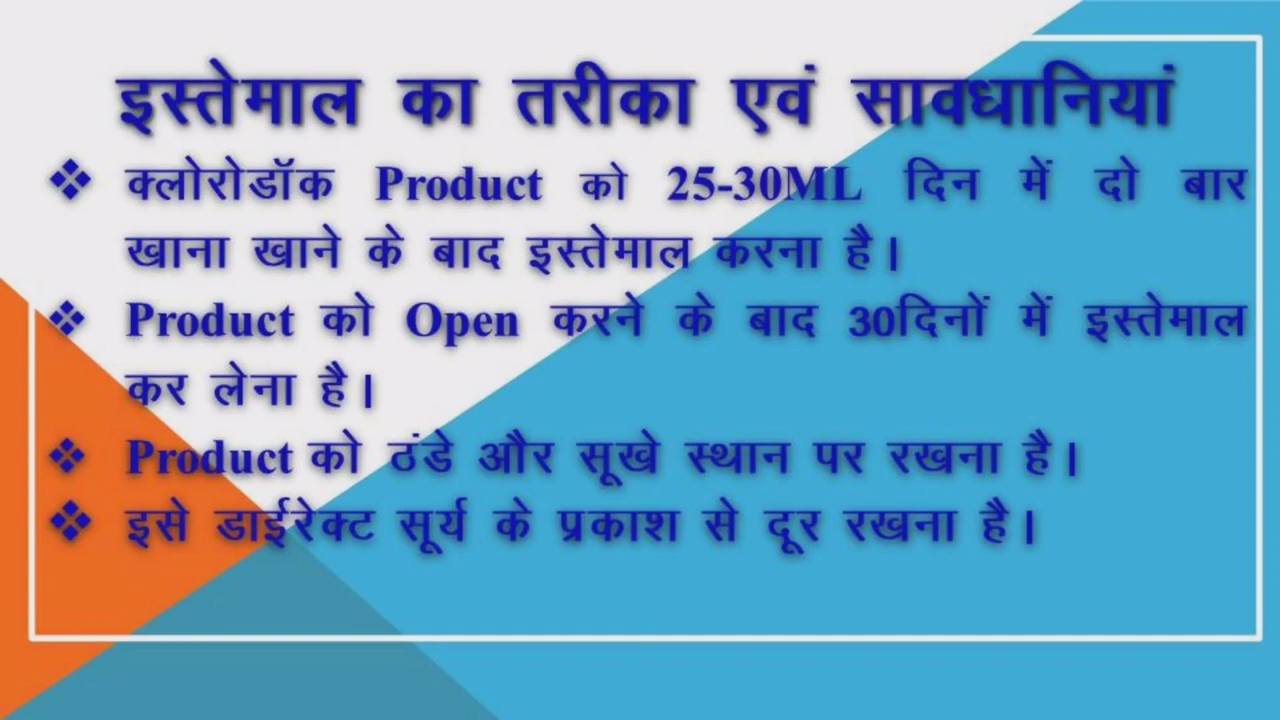 इस्तेमाल का तरीका एवं सावधानियां
❖ क्लोरोडॉक Product को 25-30ML दिन में दो बार
खाना खाने के बाद इस्तेमाल करना है।
❖ Product को Open करने के बाद 30दिनों में इस्तेमाल
कर लेना है।
❖ Product को ठंडे और सूखे स्थान पर रखना है।
❖ इसे डाईरेक्ट सूर्य के प्रकाश से दूर रखना है।